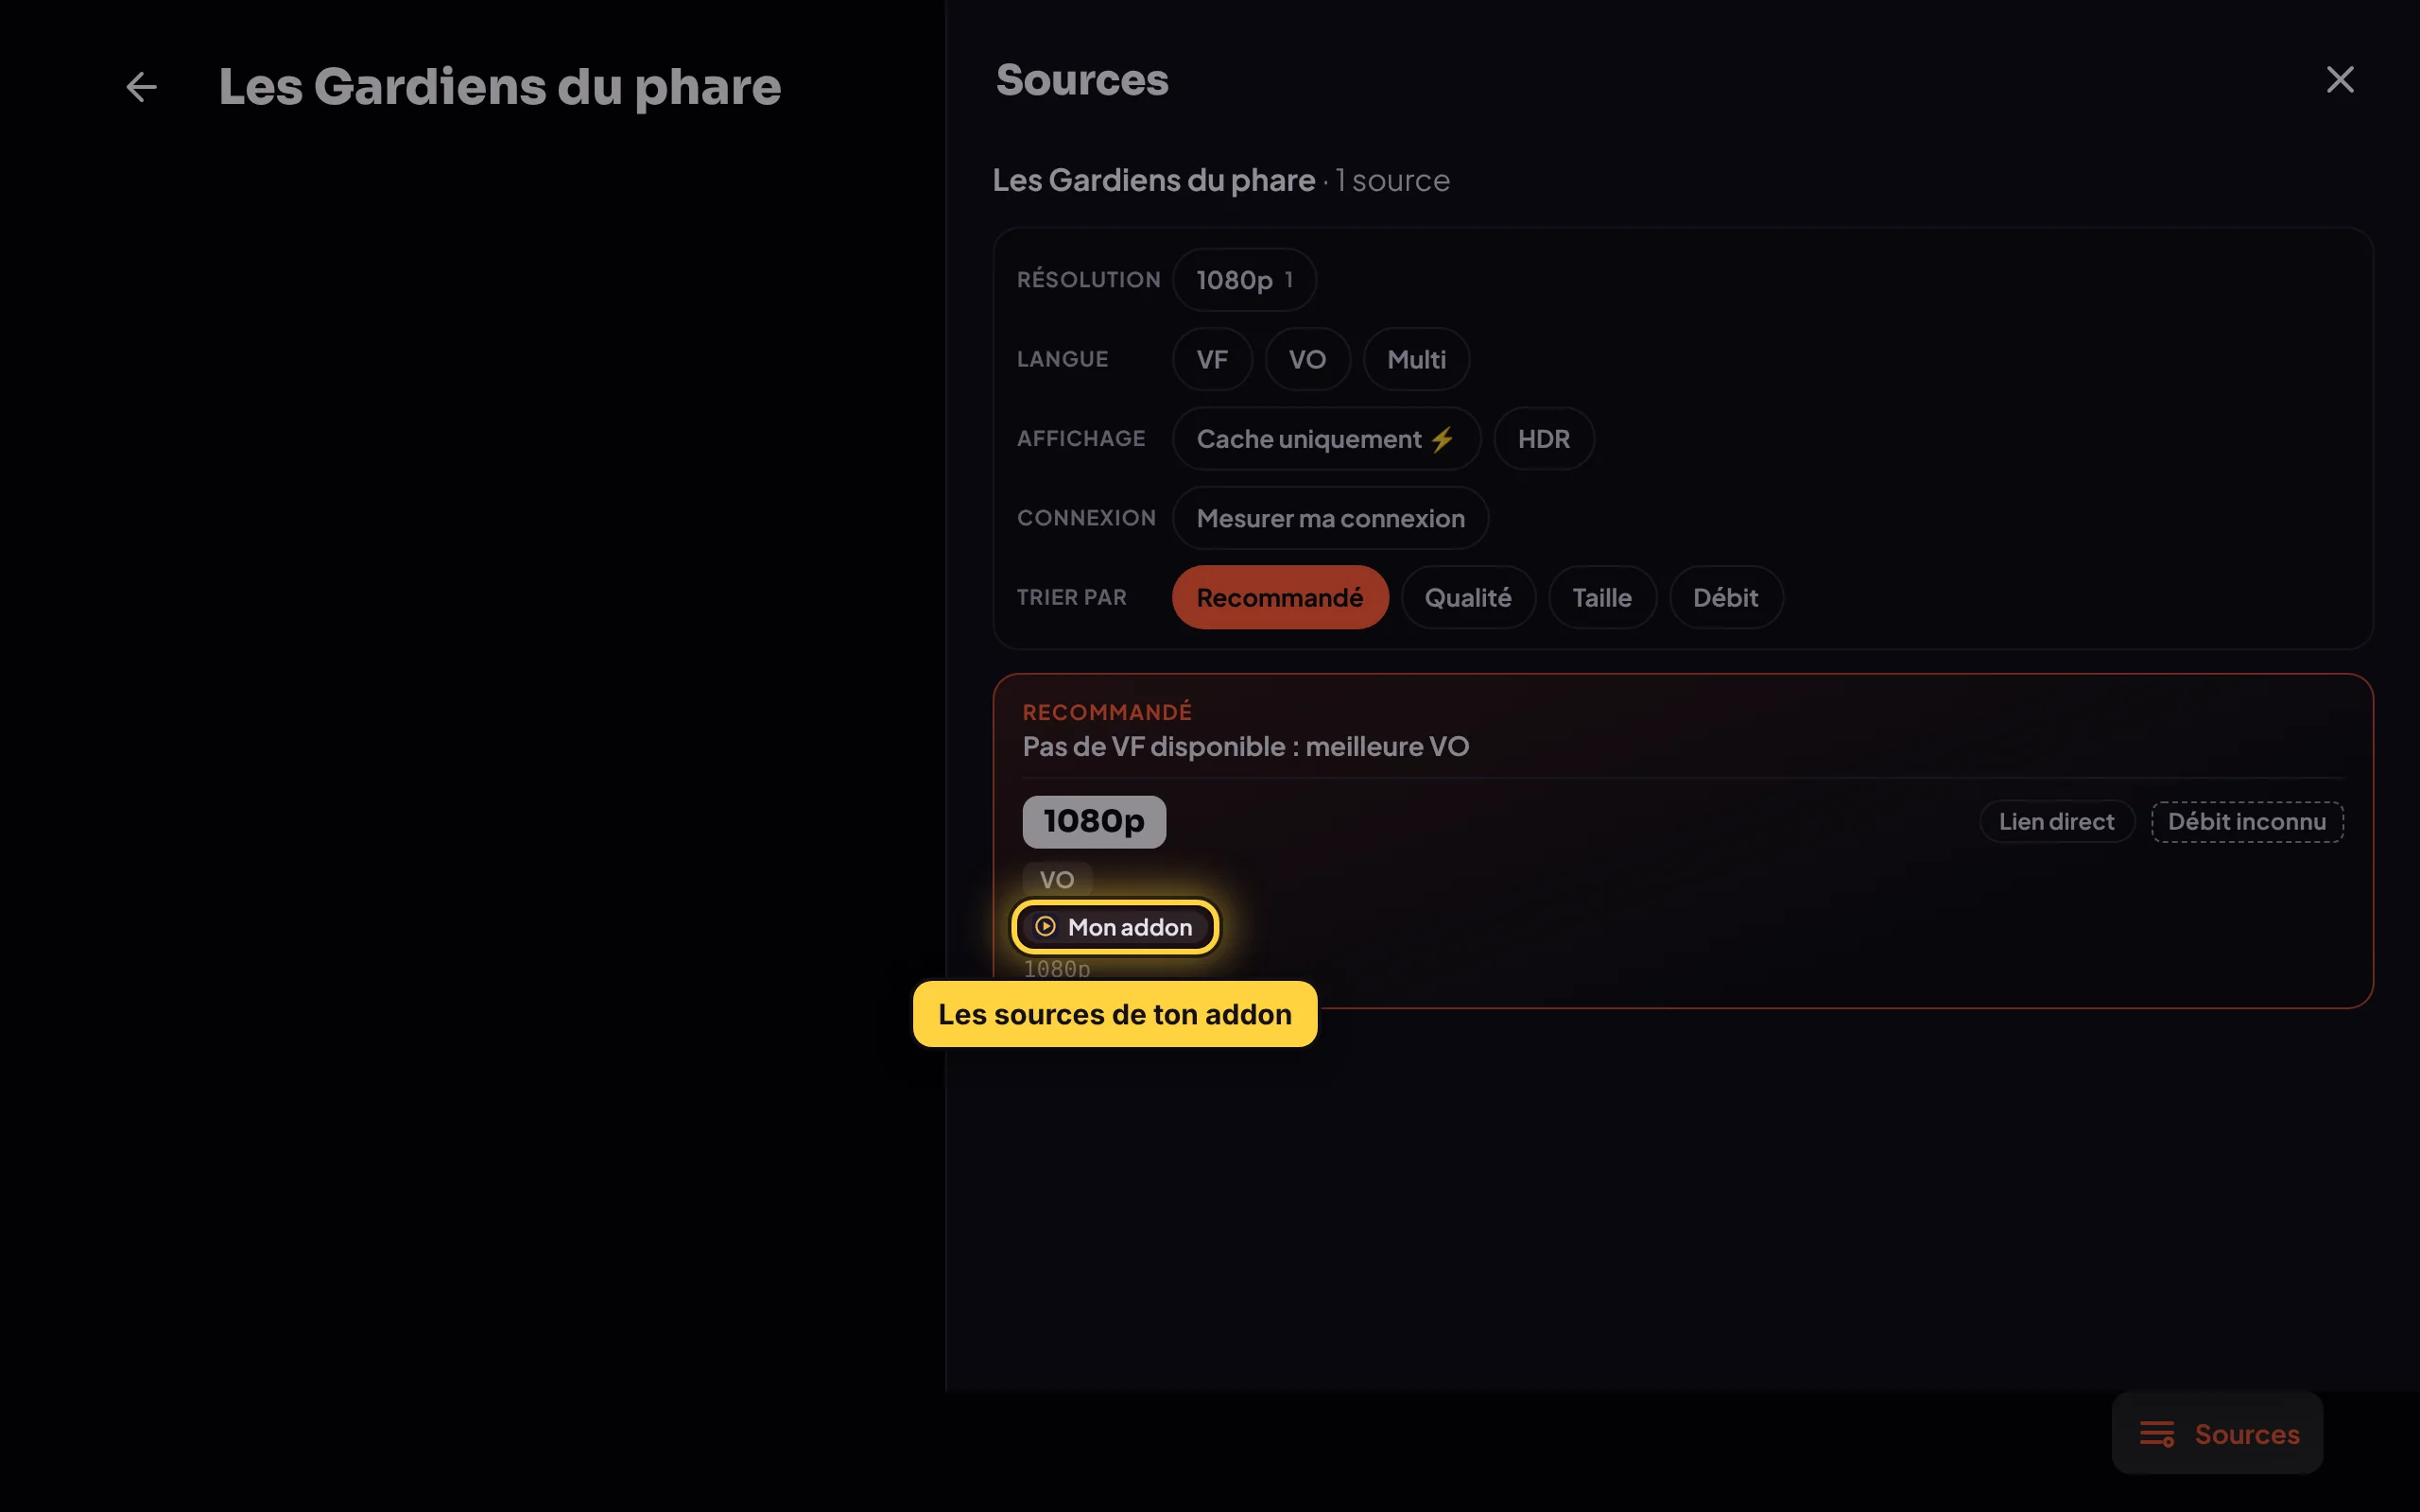 Les Gardiens du phare
Sources
Les Gardiens du phare · 1 source
RÉSOLUTION 1080p 1
LANGUE VF VO Multi
AFFICHAGE Cache uniquement ⚡ HDR
CONNEXION Mesurer ma connexion
TRIER PAR Recommandé Qualité Taille Débit
RECOMMANDÉ
Pas de VF disponible : meilleure VO
1080p Lien direct Débit inconnu
VO
Mon addon
1080p
Les sources de ton addon
Sources